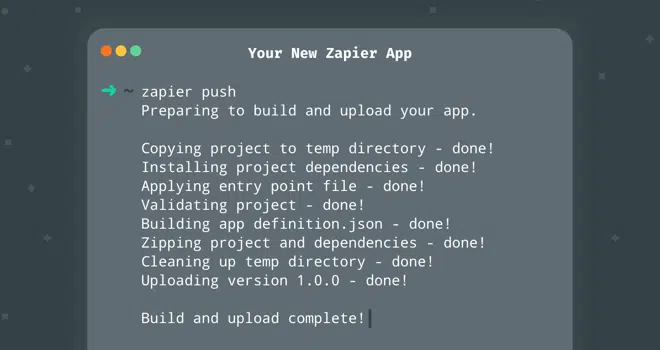 Your New Zapier App
➜ ~ zapier push
Preparing to build and upload your app.
Copying project to temp directory - done!
Installing project dependencies - done!
Applying entry point file - done!
Validating project - done!
Building app definition.json - done!
Zipping project and dependencies - done!
Cleaning up temp directory - done!
Uploading version 1.0.0 - done!
Build and upload complete!